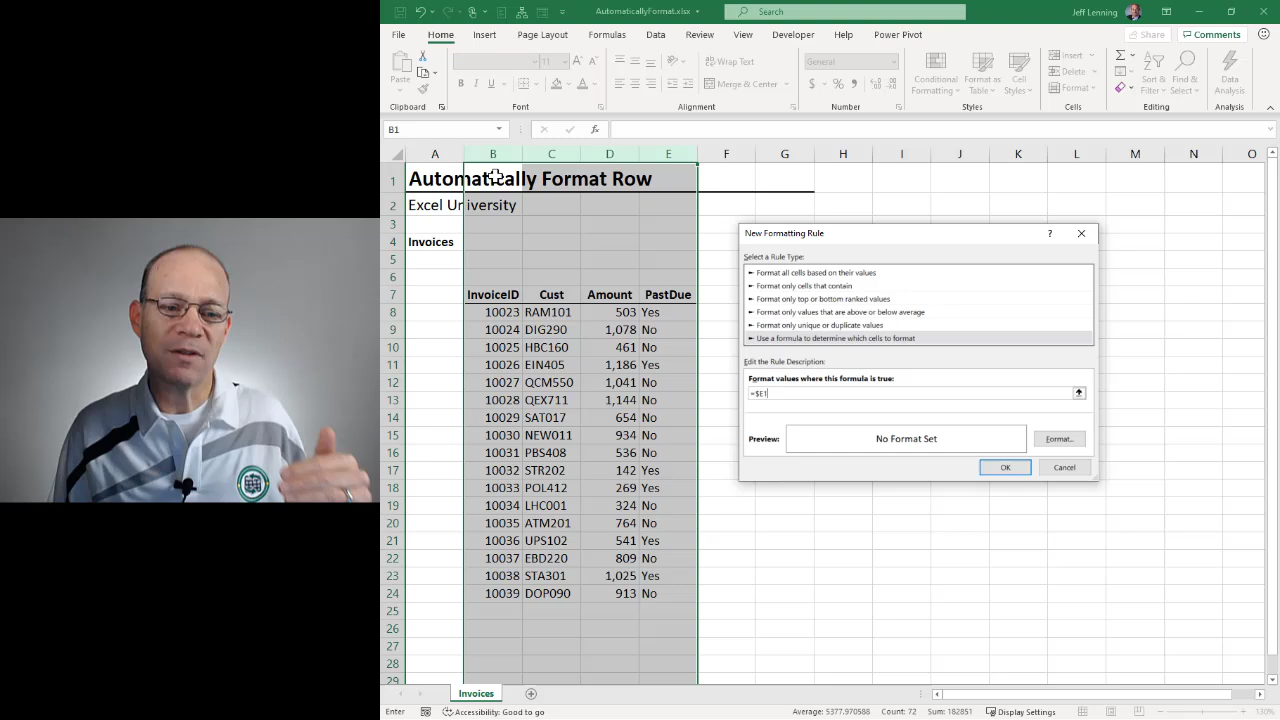 AutomaticallyFormat.xlsx
Search
Jeff Lenning
File Home Insert Page Layout Formulas Data Review View Developer Help Power Pivot Share Comments
Paste
Clipboard
11
B I U
Font
Wrap Text
Merge & Center
Alignment
General
$ % 9
Number
Conditional Formatting
Format as Table
Cell Styles
Styles
Insert
Delete
Format
Cells
Sort & Filter
Find & Select
Editing
Analyze Data
Analysis
B1
fx
A B C D E F G H I J K L M N O
1 Automatically Format Row
2 Excel University
3
4 Invoices
5
6
7 InvoiceID Cust Amount PastDue
8 10023 RAM101 503 Yes
9 10024 DIG290 1,078 No
10 10025 HBC160 461 No
11 10026 EIN405 1,186 Yes
12 10027 QCM550 1,041 No
13 10028 QEX711 1,144 No
14 10029 SAT017 654 No
15 10030 NEW011 934 No
16 10031 PBS408 536 No
17 10032 STR202 142 Yes
18 10033 POL412 269 Yes
19 10034 LHC001 324 No
20 10035 ATM201 764 No
21 10036 UPS102 541 Yes
22 10037 EBD220 809 No
23 10038 STA301 1,025 Yes
24 10039 DOP090 913 No
25
26
27
28
29
New Formatting Rule
?
Select a Rule Type:
Format all cells based on their values
Format only cells that contain
Format only top or bottom ranked values
Format only values that are above or below average
Format only unique or duplicate values
Use a formula to determine which cells to format
Edit the Rule Description:
Format values where this formula is true:
=$E1
Preview:
No Format Set
Format...
OK
Cancel
Invoices
Enter
Accessibility: Good to go
Average: 5377.970588 Count: 72 Sum: 182851
Display Settings
130%